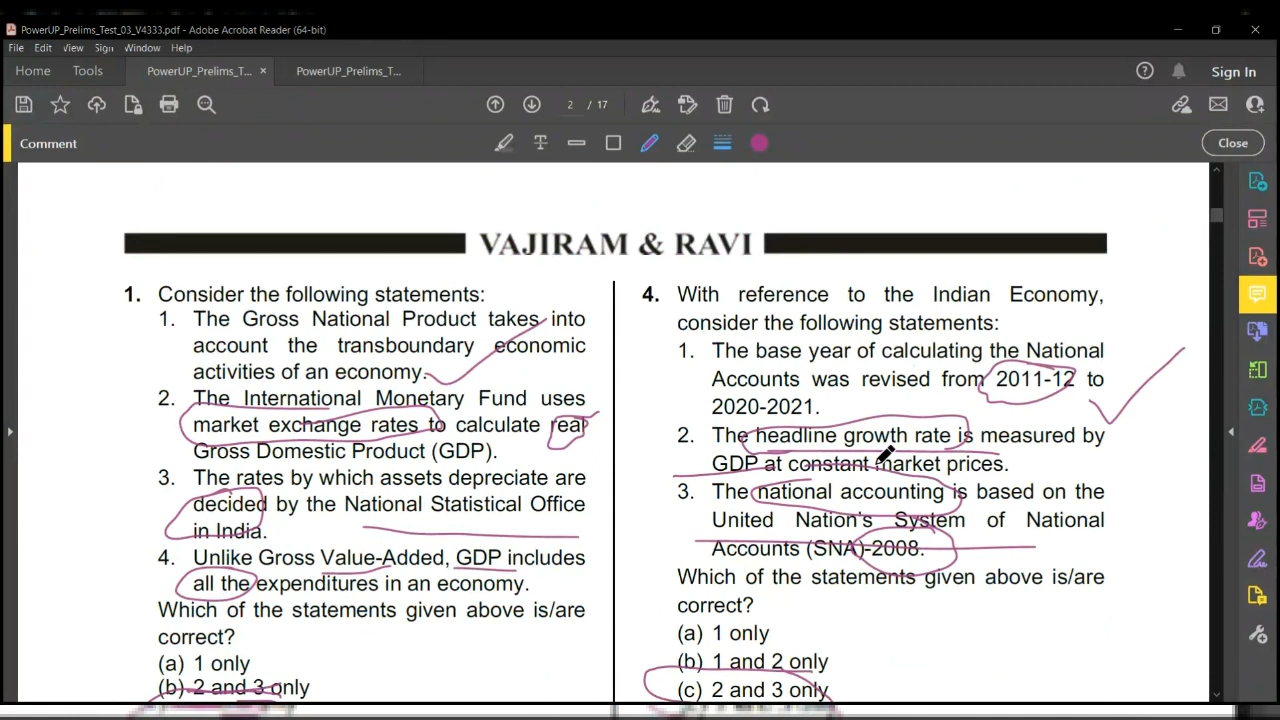 PowerUP_Prelims_Test_03_V4333.pdf - Adobe Acrobat Reader (64-bit)
File Edit View Sign Window Help
Home Tools PowerUP_Prelims_T... × PowerUP_Prelims_T... Sign In
2 / 17
Comment Close
VAJIRAM & RAVI
1. Consider the following statements:
1. The Gross National Product takes into
account the transboundary economic
activities of an economy.
2. The International Monetary Fund uses
market exchange rates to calculate real
Gross Domestic Product (GDP).
3. The rates by which assets depreciate are
decided by the National Statistical Office
in India.
4. Unlike Gross Value-Added, GDP includes
all the expenditures in an economy.
Which of the statements given above is/are
correct?
(a) 1 only
(b) 2 and 3 only
4. With reference to the Indian Economy,
consider the following statements:
1. The base year of calculating the National
Accounts was revised from 2011-12 to
2020-2021.
2. The headline growth rate is measured by
GDP at constant market prices.
3. The national accounting is based on the
United Nation's System of National
Accounts (SNA)-2008.
Which of the statements given above is/are
correct?
(a) 1 only
(b) 1 and 2 only
(c) 2 and 3 only